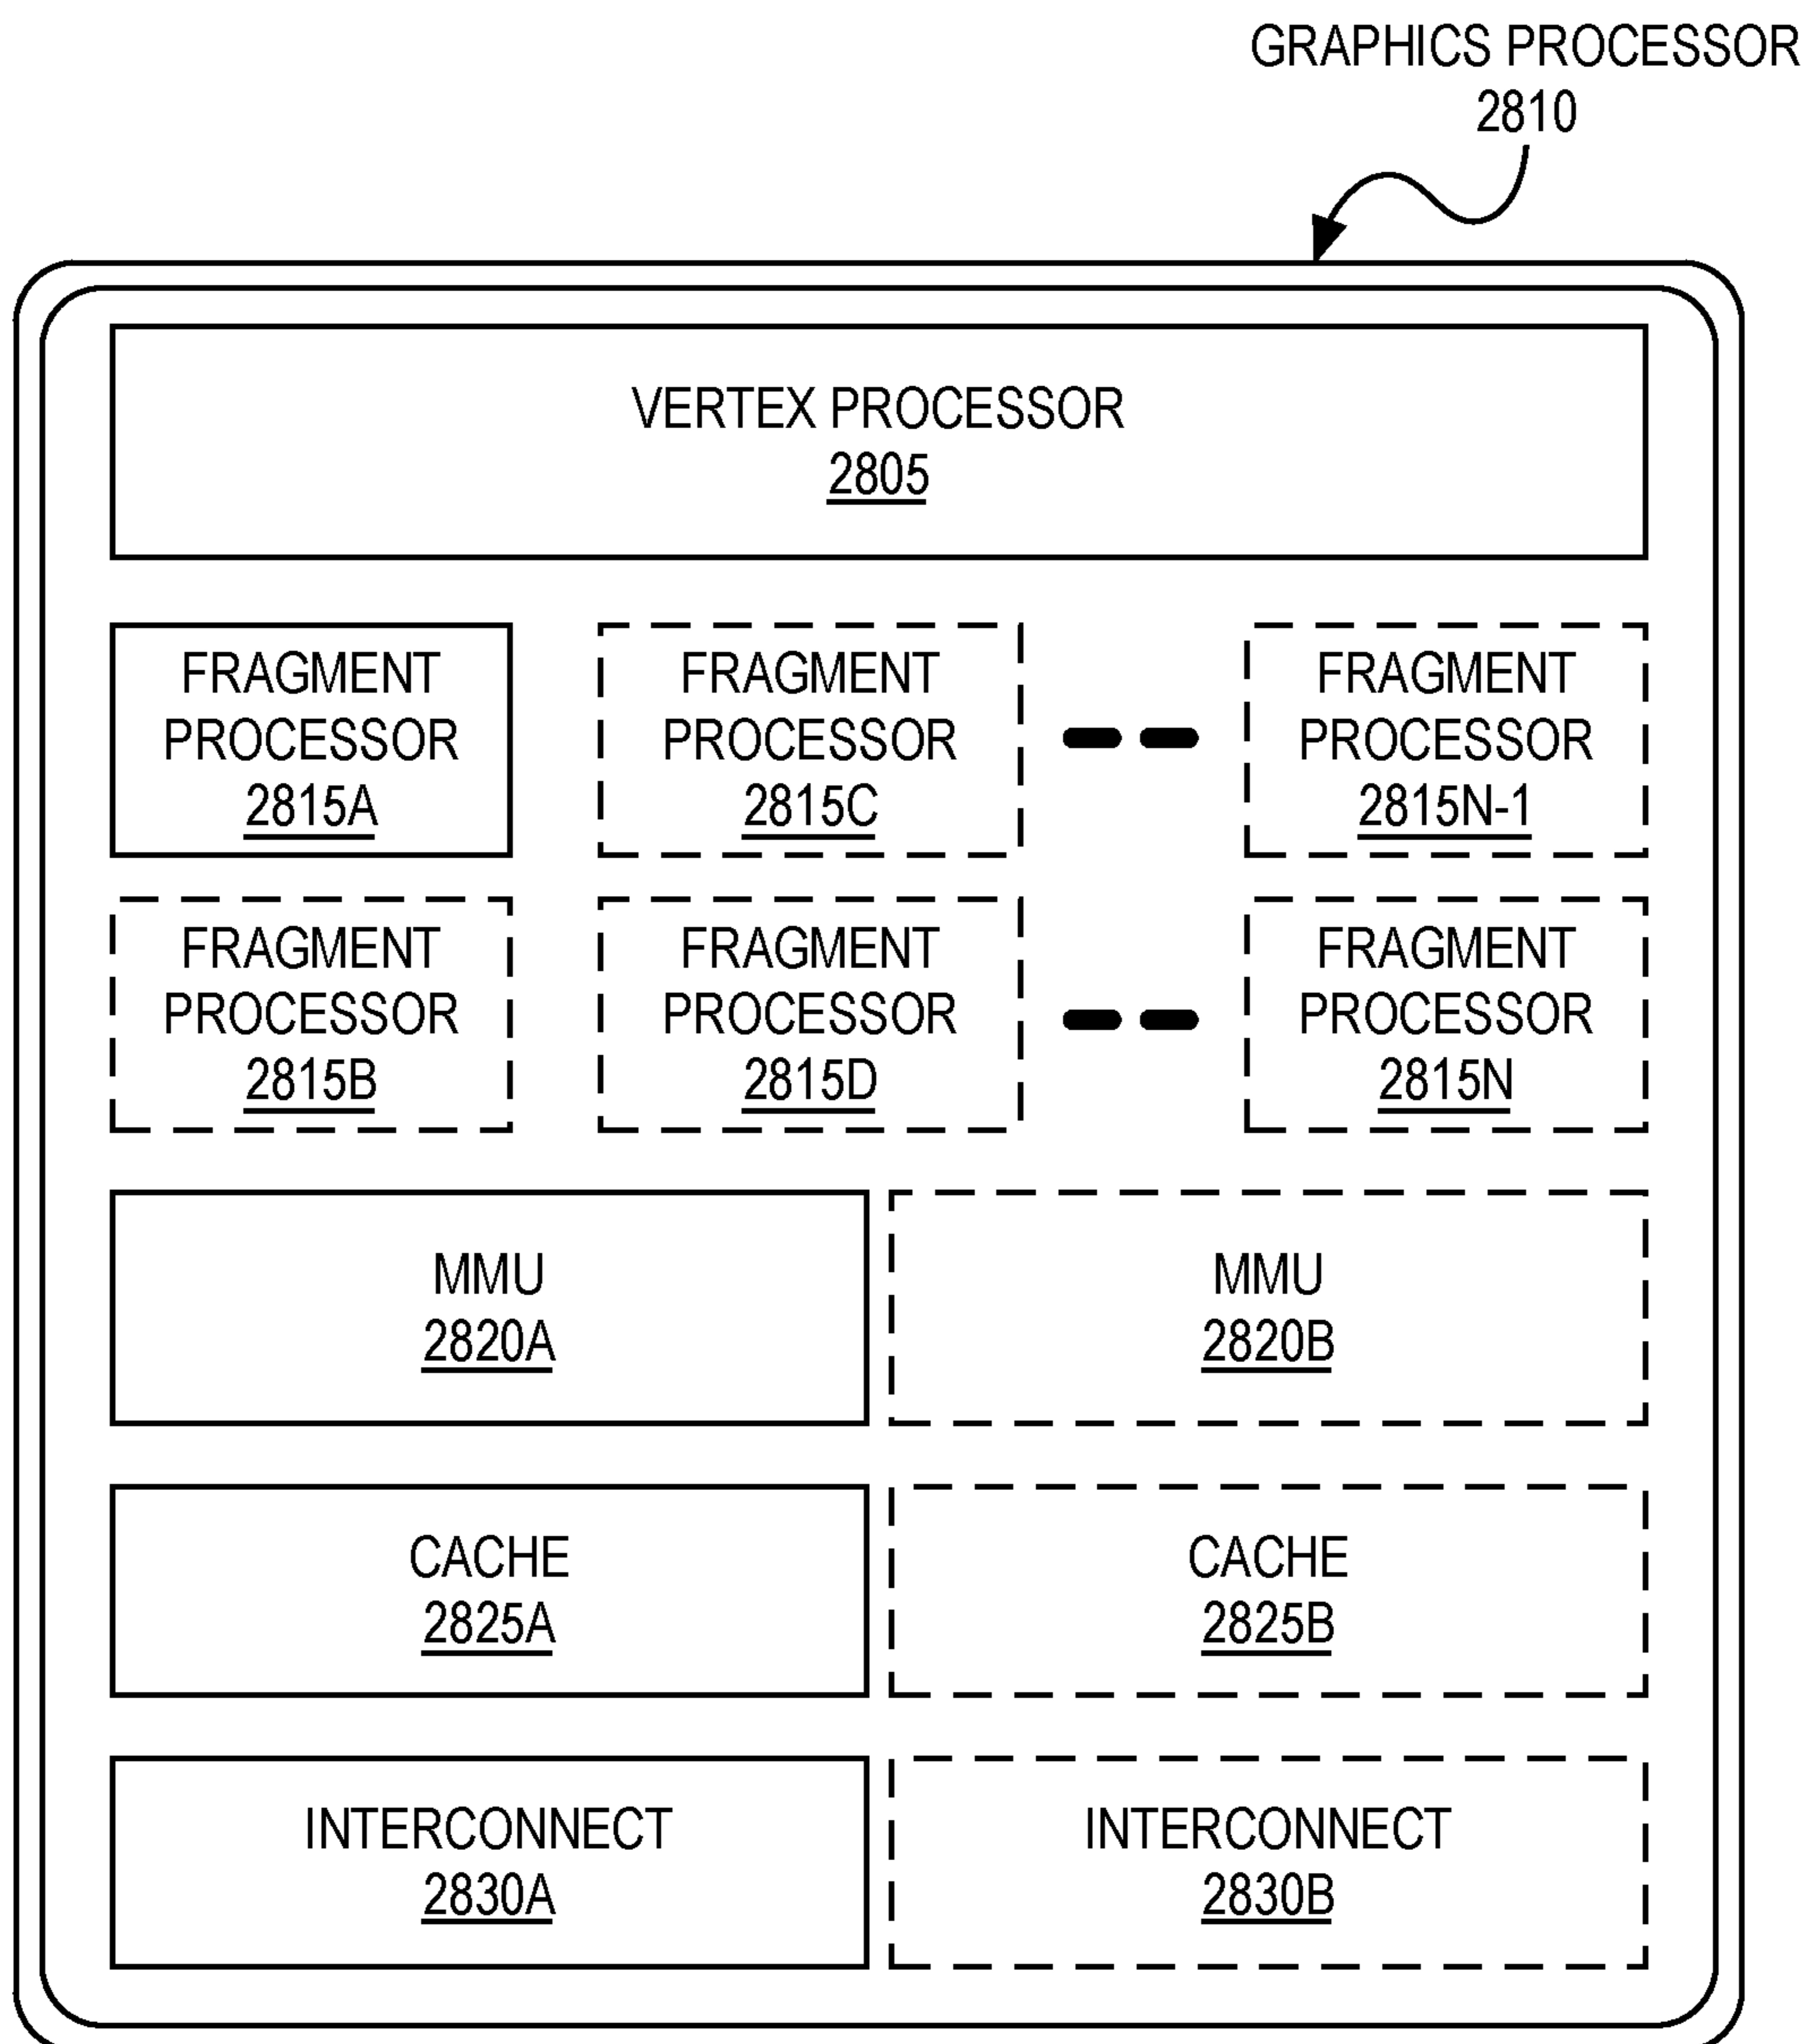 GRAPHICS PROCESSOR
2810
VERTEX PROCESSOR
2805
FRAGMENT
PROCESSOR
2815A
FRAGMENT
PROCESSOR
2815C
FRAGMENT
PROCESSOR
2815N-1
FRAGMENT
PROCESSOR
2815B
FRAGMENT
PROCESSOR
2815D
FRAGMENT
PROCESSOR
2815N
MMU
2820A
MMU
2820B
CACHE
2825A
CACHE
2825B
INTERCONNECT
2830A
INTERCONNECT
2830B